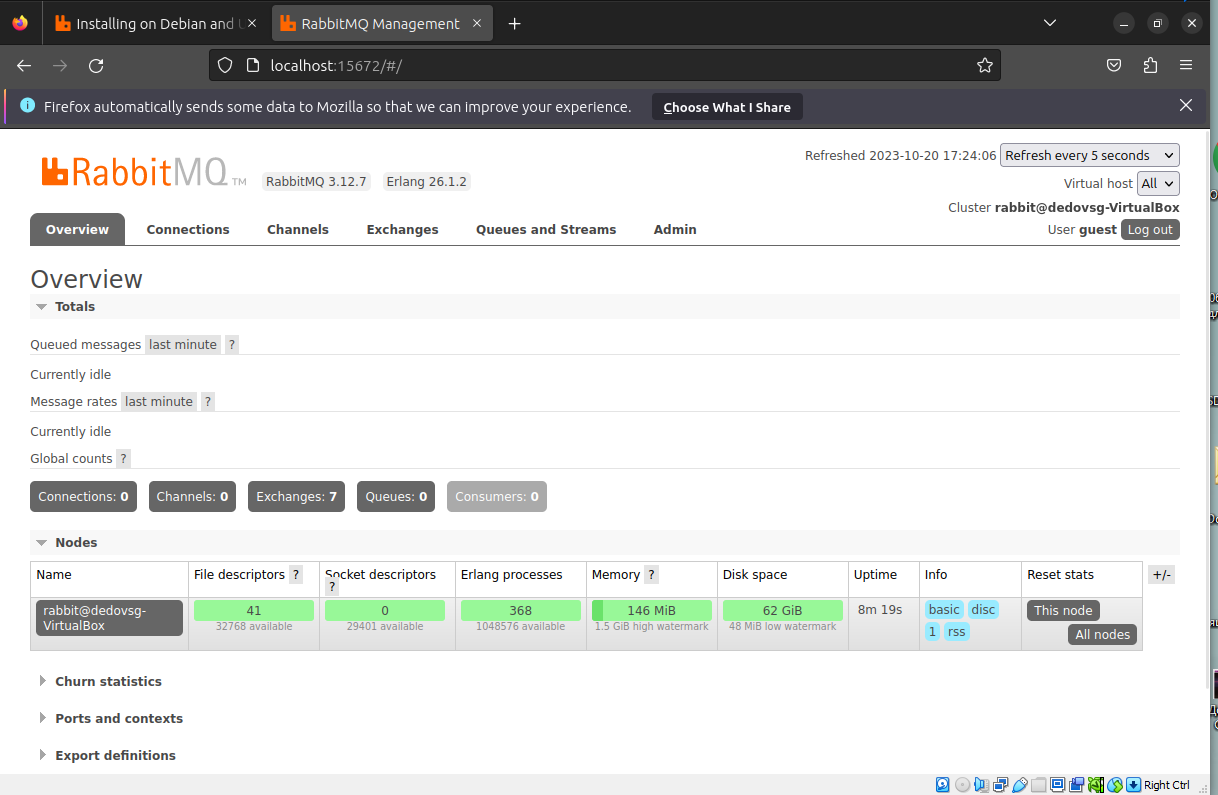 Installing on Debian and U
RabbitMQ Management
localhost:15672/#/
Firefox automatically sends some data to Mozilla so that we can improve your experience.
Choose What I Share
RabbitMQ TM
RabbitMQ 3.12.7
Erlang 26.1.2
Refreshed 2023-10-20 17:24:06
Refresh every 5 seconds
Virtual host
All
Cluster rabbit@dedovsg-VirtualBox
User guest
Log out
Overview
Connections
Channels
Exchanges
Queues and Streams
Admin
Overview
Totals
Queued messages last minute ?
Currently idle
Message rates last minute ?
Currently idle
Global counts ?
Connections: 0
Channels: 0
Exchanges: 7
Queues: 0
Consumers: 0
Nodes
Name
File descriptors ?
Socket descriptors
?
Erlang processes
Memory ?
Disk space
Uptime
Info
Reset stats
+/-
rabbit@dedovsg-
VirtualBox
41
32768 available
0
29401 available
368
1048576 available
146 MiB
1.5 GiB high watermark
62 GiB
48 MiB low watermark
8m 19s
basic disc
1 rss
This node
All nodes
Churn statistics
Ports and contexts
Export definitions
Right Ctrl